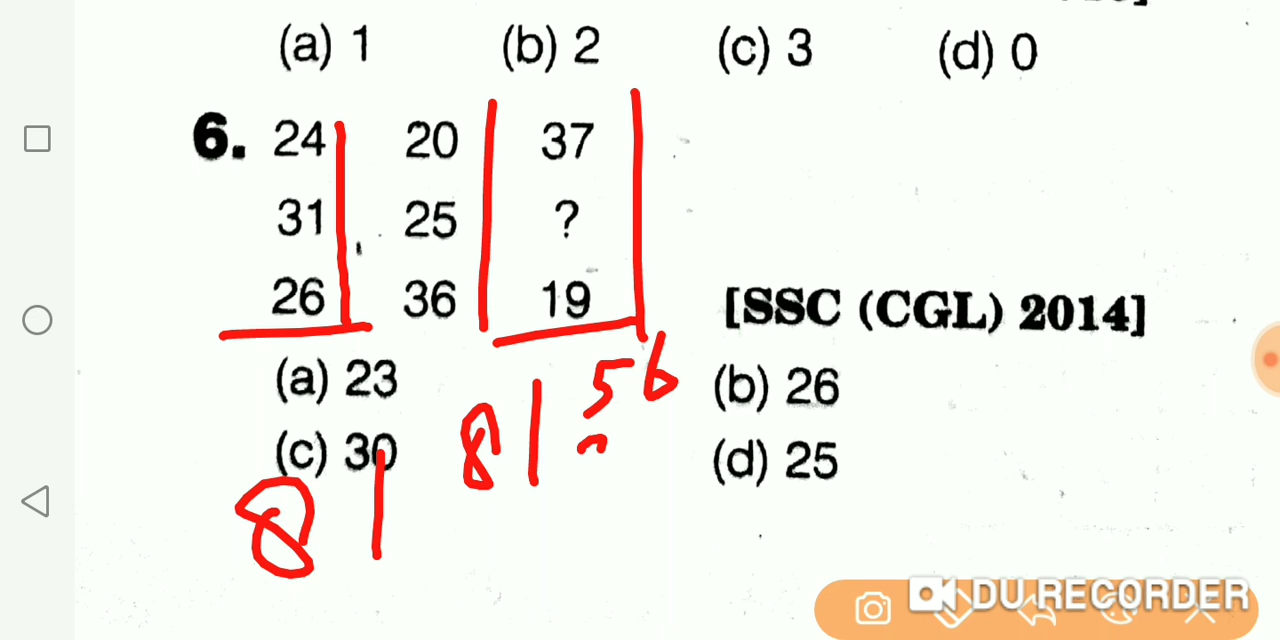 (a) 1 (b) 2 (c) 3 (d) 0
6. 24 20 37
31 25 ?
26 36 19 [SSC (CGL) 2014]
(a) 23 (b) 26
(c) 30 (d) 25
81 56
81
DU RECORDER